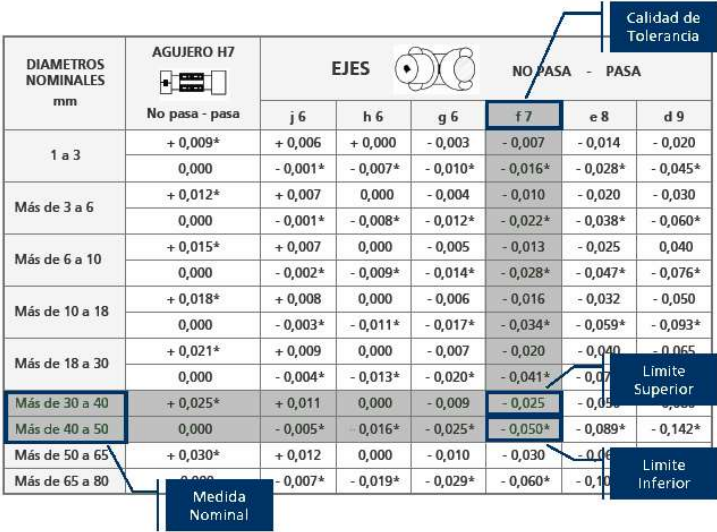 Calidad de
Tolerancia
DIAMETROS
NOMINALES
mm
AGUJERO H7
No pasa - pasa
EJES NO PASA - PASA
j 6 h 6 g 6 f 7 e 8 d 9
1 a 3
+ 0,009* + 0,006 + 0,000 - 0,003 - 0,007 - 0,014 - 0,020
0,000 - 0,001* - 0,007* - 0,010* - 0,016* - 0,028* - 0,045*
Más de 3 a 6
+ 0,012* + 0,007 0,000 - 0,004 - 0,010 - 0,020 - 0,030
0,000 - 0,001* - 0,008* - 0,012* - 0,022* - 0,038* - 0,060*
Más de 6 a 10
+ 0,015* + 0,007 0,000 - 0,005 - 0,013 - 0,025 0,040
0,000 - 0,002* - 0,009* - 0,014* - 0,028* - 0,047* - 0,076*
Más de 10 a 18
+ 0,018* + 0,008 0,000 - 0,006 - 0,016 - 0,032 - 0,050
0,000 - 0,003* - 0,011* - 0,017* - 0,034* - 0,059* - 0,093*
Más de 18 a 30
+ 0,021* + 0,009 0,000 - 0,007 - 0,020 - 0,040 - 0,065
0,000 - 0,004* - 0,013* - 0,020* - 0,041*
Límite
Superior
Más de 30 a 40 + 0,025* + 0,011 0,000 - 0,009 - 0,025
Más de 40 a 50 0,000 - 0,005* - 0,016* - 0,025* - 0,050* - 0,089* - 0,142*
Más de 50 a 65 + 0,030* + 0,012 0,000 - 0,010 - 0,030
Más de 65 a 80 - 0,007* - 0,019* - 0,029* - 0,060*
Límite
Inferior
Medida
Nominal